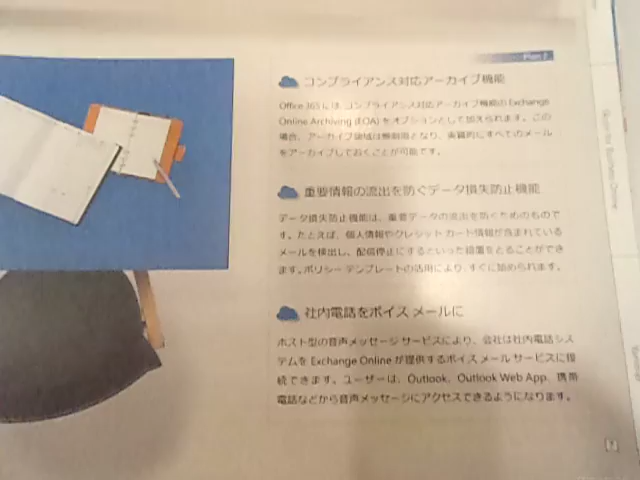 Plan 2
コンプライアンス対応アーカイブ機能
Office 365 には、コンプライアンス対応アーカイブ機能の Exchange
Online Archiving (EOA) をオプションとして加えられます。この
場合、アーカイブ領域は無制限となり、実質的にすべてのメール
をアーカイブしておくことが可能です。
重要情報の流出を防ぐデータ損失防止機能
データ損失防止機能は、重要データの流出を防ぐためのもので
す。たとえば、個人情報やクレジット カード情報が含まれている
メールを検出し、配信停止にするといった措置をとることができ
ます。ポリシー テンプレートの活用により、すぐに始められます。
社内電話をボイス メールに
ホスト型の音声メッセージ サービスにより、会社は社内電話シス
テムを Exchange Online が提供するボイス メール サービスに接
続できます。ユーザーは、Outlook、Outlook Web App、携帯
電話などから音声メッセージにアクセスできるようになります。